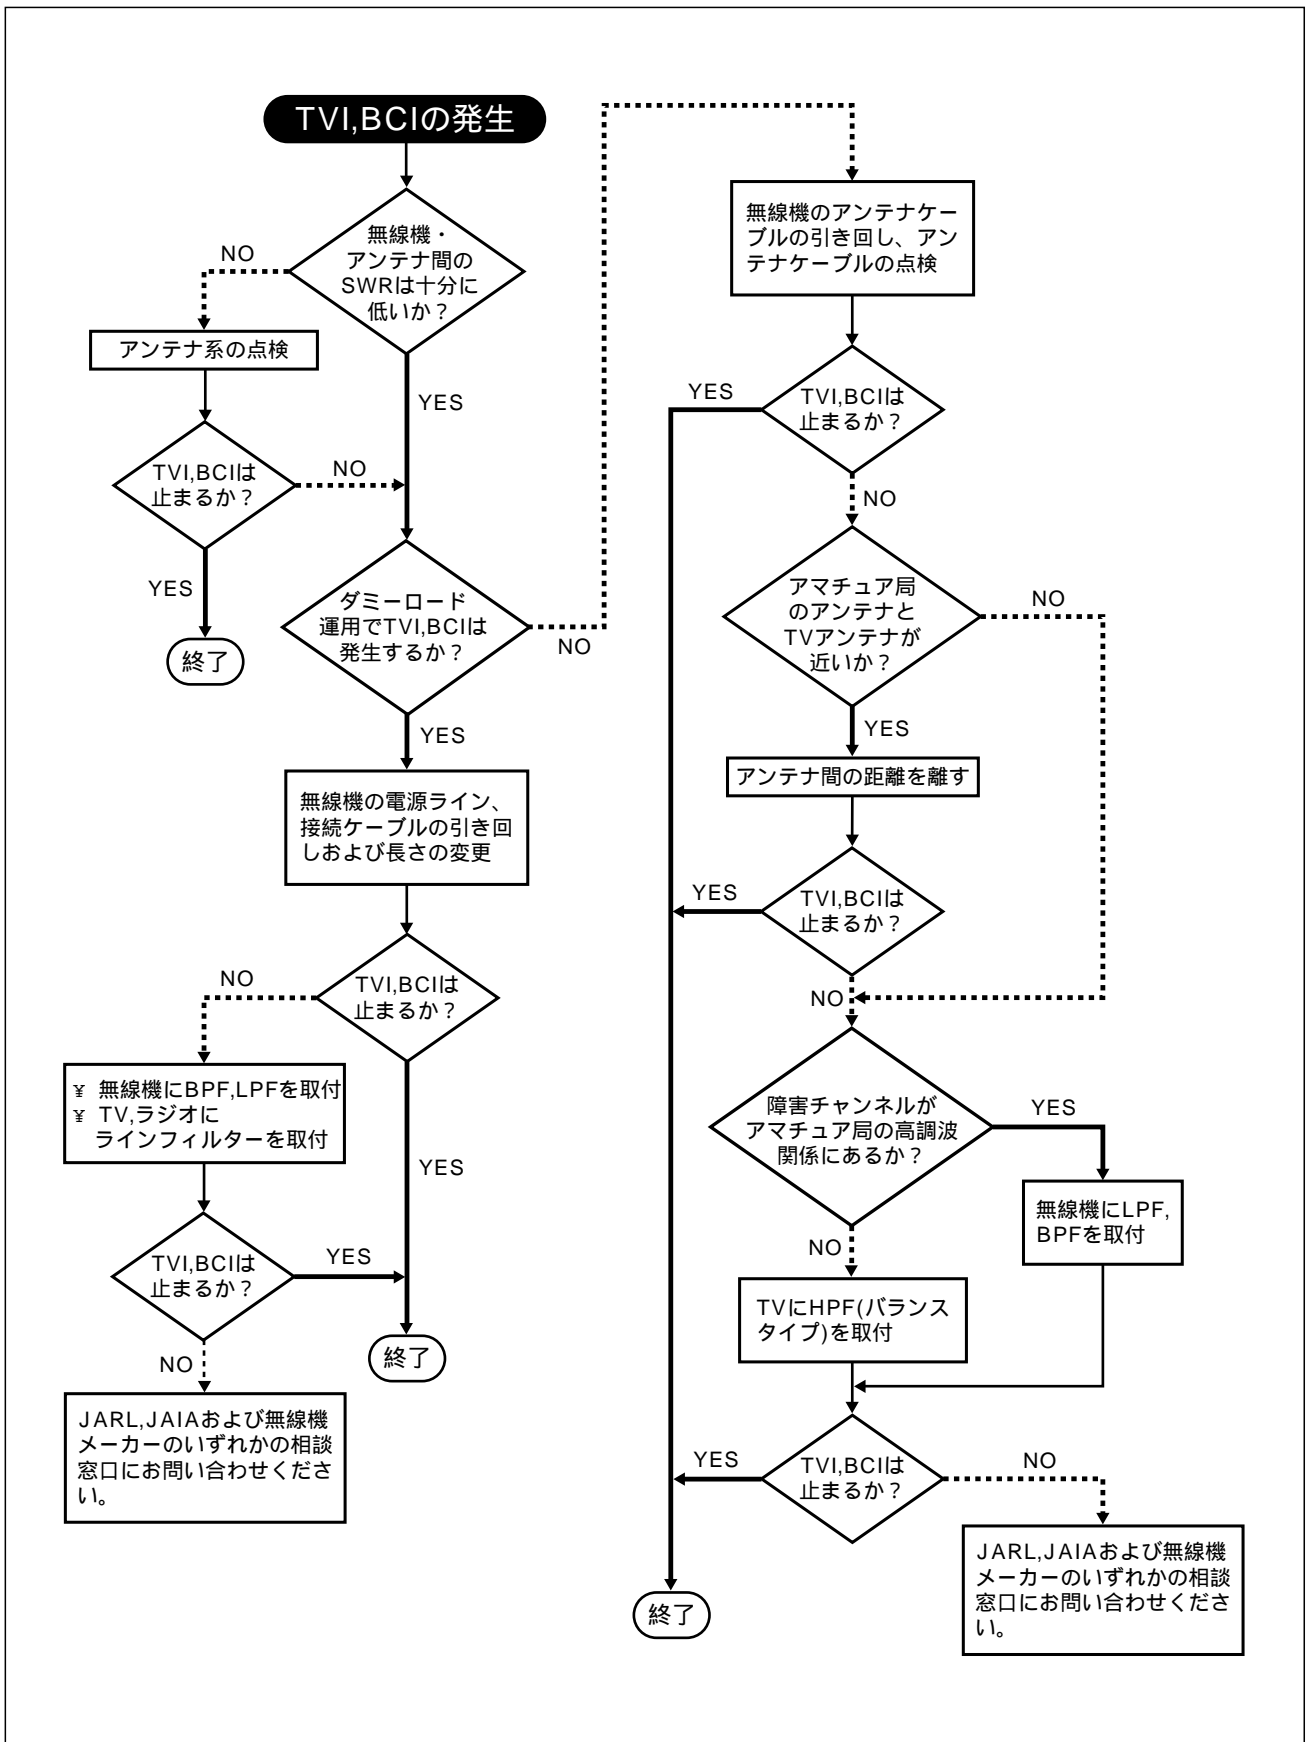 TVI,BCIの発生
無線機・
アンテナ間の
SWRは十分に
低いか？
NO
YES
アンテナ系の点検
TVI,BCIは
止まるか？
NO
YES
終了
ダミーロード
運用でTVI,BCIは
発生するか？
NO
YES
無線機の電源ライン、
接続ケーブルの引き回
しおよび長さの変更
TVI,BCIは
止まるか？
NO
YES
¥ 無線機にBPF,LPFを取付
¥ TV,ラジオに
ラインフィルターを取付
TVI,BCIは
止まるか？
YES
NO
終了
JARL,JAIAおよび無線機
メーカーのいずれかの相談
窓口にお問い合わせくださ
い。
無線機のアンテナケー
ブルの引き回し、アン
テナケーブルの点検
TVI,BCIは
止まるか？
YES
NO
アマチュア局
のアンテナと
TVアンテナが
近いか？
NO
YES
アンテナ間の距離を離す
TVI,BCIは
止まるか？
YES
NO
障害チャンネルが
アマチュア局の高調波
関係にあるか？
YES
NO
無線機にLPF,
BPFを取付
TVにHPF(バランス
タイプ)を取付
TVI,BCIは
止まるか？
YES
NO
終了
JARL,JAIAおよび無線機
メーカーのいずれかの相談
窓口にお問い合わせくださ
い。